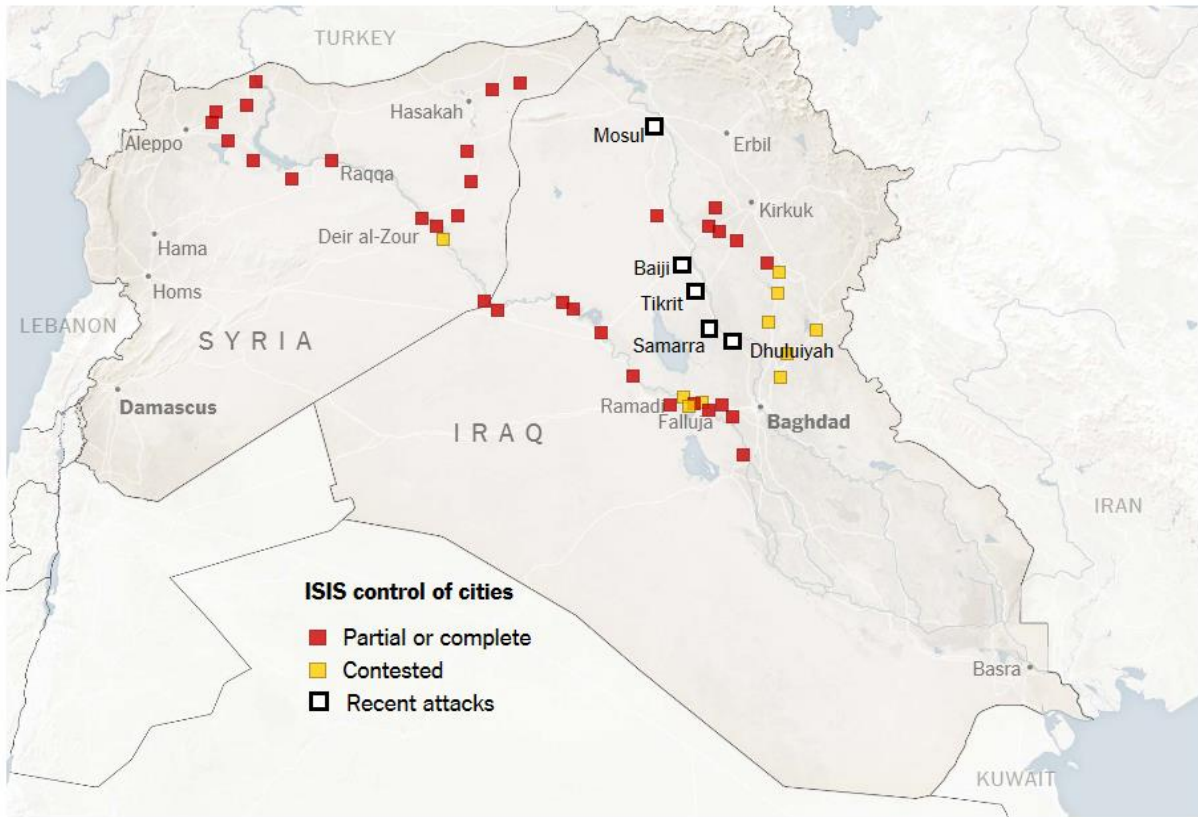 TURKEY
Hasakah
Mosul
Aleppo
Erbil
Raqqa
Kirkuk
Deir al-Zour
Hama
Baiji
Homs
Tikrit
LEBANON
SYRIA
Samarra
Dhuluiyah
Damascus
Ramadi
Falluja
Baghdad
IRAQ
IRAN
ISIS control of cities
Partial or complete
Contested
Recent attacks
Basra
KUWAIT